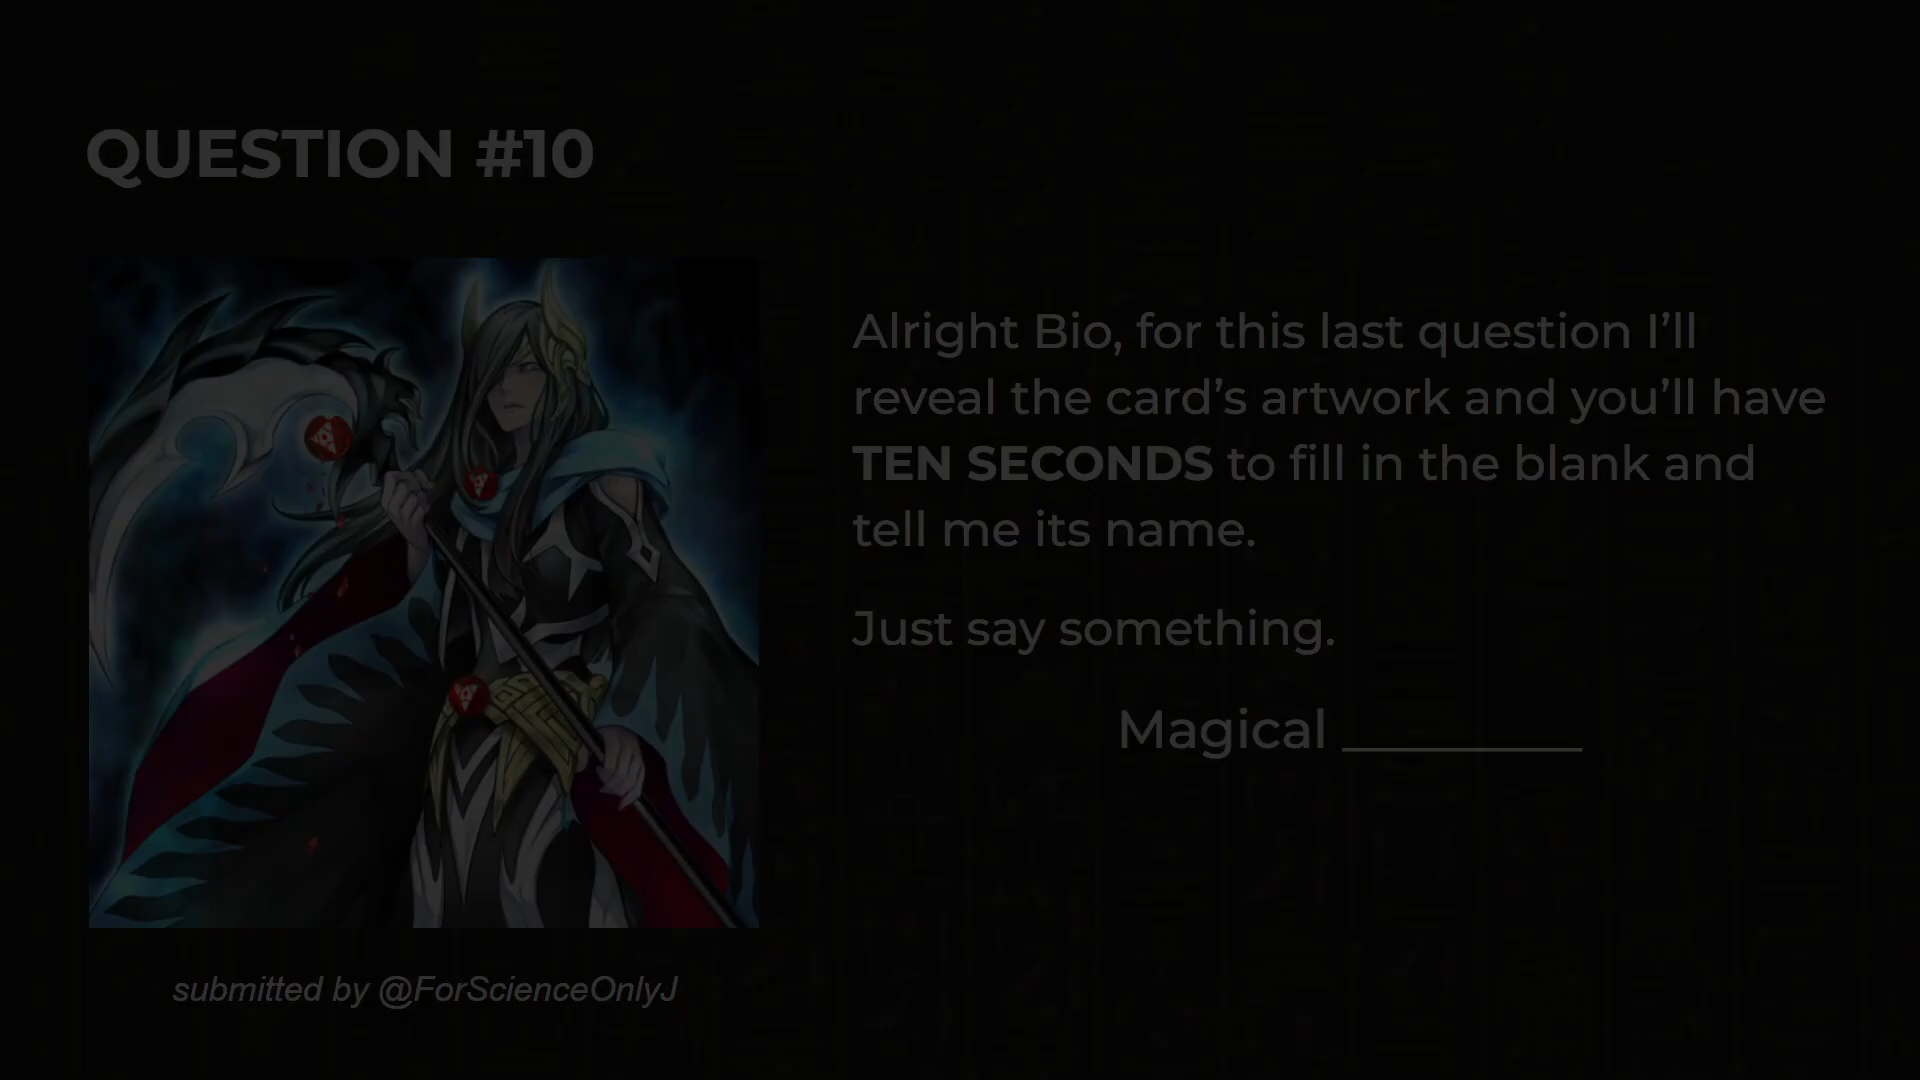 QUESTION #10
Alright Bio, for this last question I’ll
reveal the card’s artwork and you’ll have
TEN SECONDS to fill in the blank and
tell me its name.
Just say something.
Magical _________
submitted by @ForScienceOnlyJ